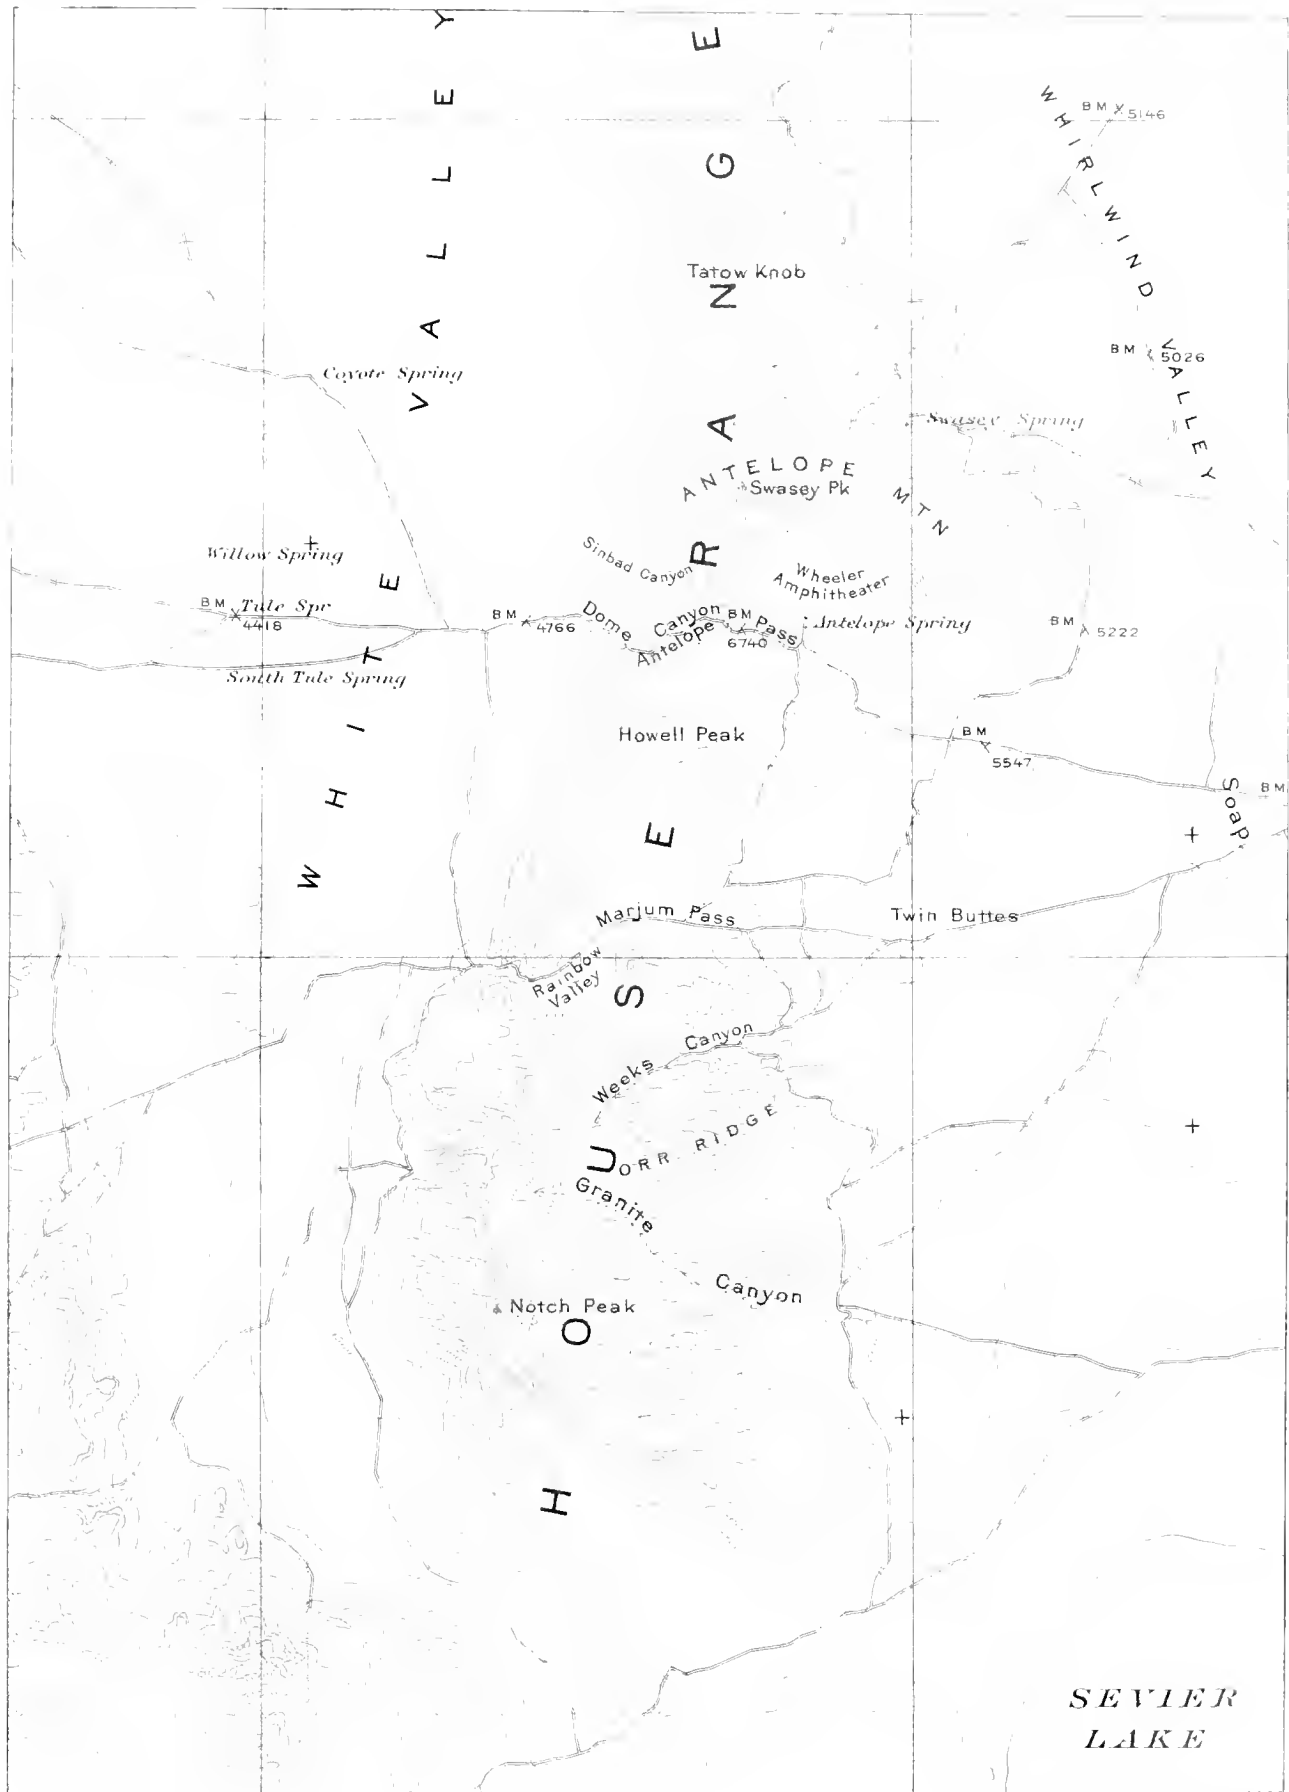 WHITE VALLEY
HOUSE RANGE
WHIRLWIND VALLEY
BM 5146
Tatow Knob
BM 5026
Coyote Spring
Swasey Spring
ANTELOPE MTN
Swasey Pk
Willow Spring
Sinbad Canyon
Wheeler
Amphitheater
BM Tule Spr
4418
BM 4766
Dome Canyon
Antelope Pass
BM
6740
Antelope Spring
BM 5222
South Tule Spring
Howell Peak
BM
5547
Soap
BM
Marjum Pass
Twin Buttes
Rainbow
Valley
Weeks Canyon
ORR RIDGE
Granite Canyon
Notch Peak
SEVIER
LAKE